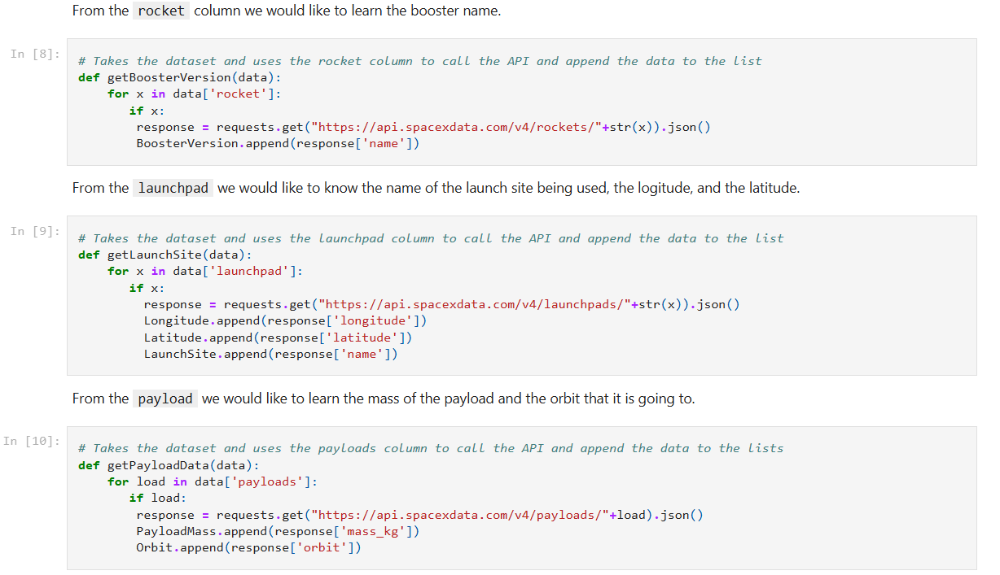 From the rocket column we would like to learn the booster name.
In [8]:
# Takes the dataset and uses the rocket column to call the API and append the data to the list
def getBoosterVersion(data):
    for x in data['rocket']:
       if x:
        response = requests.get("https://api.spacexdata.com/v4/rockets/"+str(x)).json()
        BoosterVersion.append(response['name'])
From the launchpad we would like to know the name of the launch site being used, the logitude, and the latitude.
In [9]:
# Takes the dataset and uses the launchpad column to call the API and append the data to the list
def getLaunchSite(data):
    for x in data['launchpad']:
       if x:
         response = requests.get("https://api.spacexdata.com/v4/launchpads/"+str(x)).json()
         Longitude.append(response['longitude'])
         Latitude.append(response['latitude'])
         LaunchSite.append(response['name'])
From the payload we would like to learn the mass of the payload and the orbit that it is going to.
In [10]:
# Takes the dataset and uses the payloads column to call the API and append the data to the lists
def getPayloadData(data):
    for load in data['payloads']:
       if load:
        response = requests.get("https://api.spacexdata.com/v4/payloads/"+load).json()
        PayloadMass.append(response['mass_kg'])
        Orbit.append(response['orbit'])